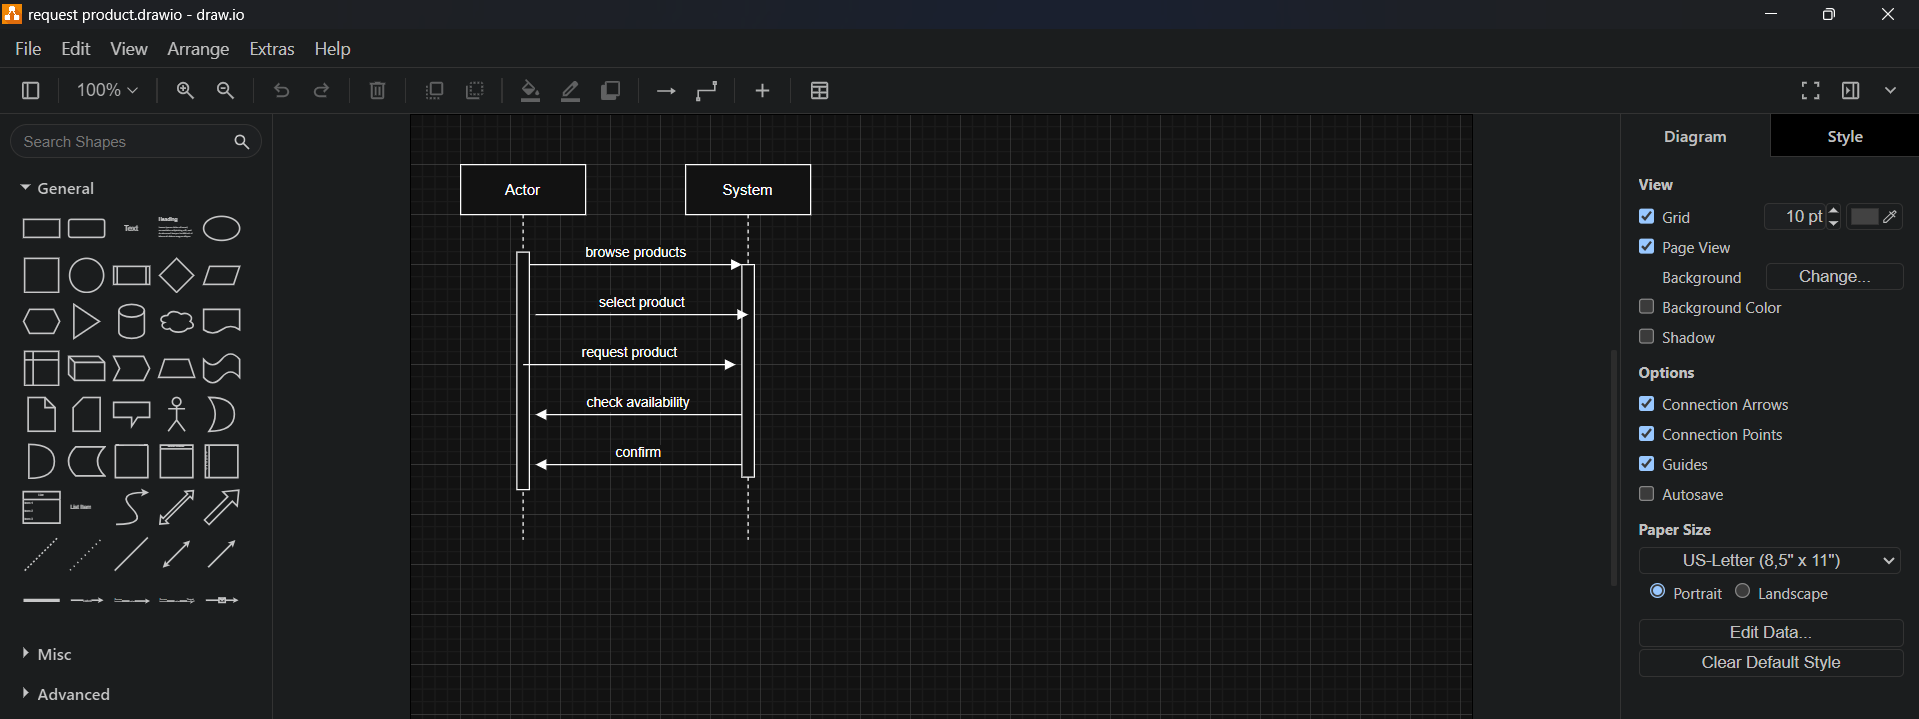 request product.drawio - draw.io
File Edit View Arrange Extras Help
100%
Search Shapes
General
Text
Heading
List Item
Misc
Advanced
Actor
System
browse products
select product
request product
check availability
confirm
Diagram
Style
View
Grid
10 pt
Page View
Background
Change...
Background Color
Shadow
Options
Connection Arrows
Connection Points
Guides
Autosave
Paper Size
US-Letter (8,5" x 11")
Portrait
Landscape
Edit Data...
Clear Default Style